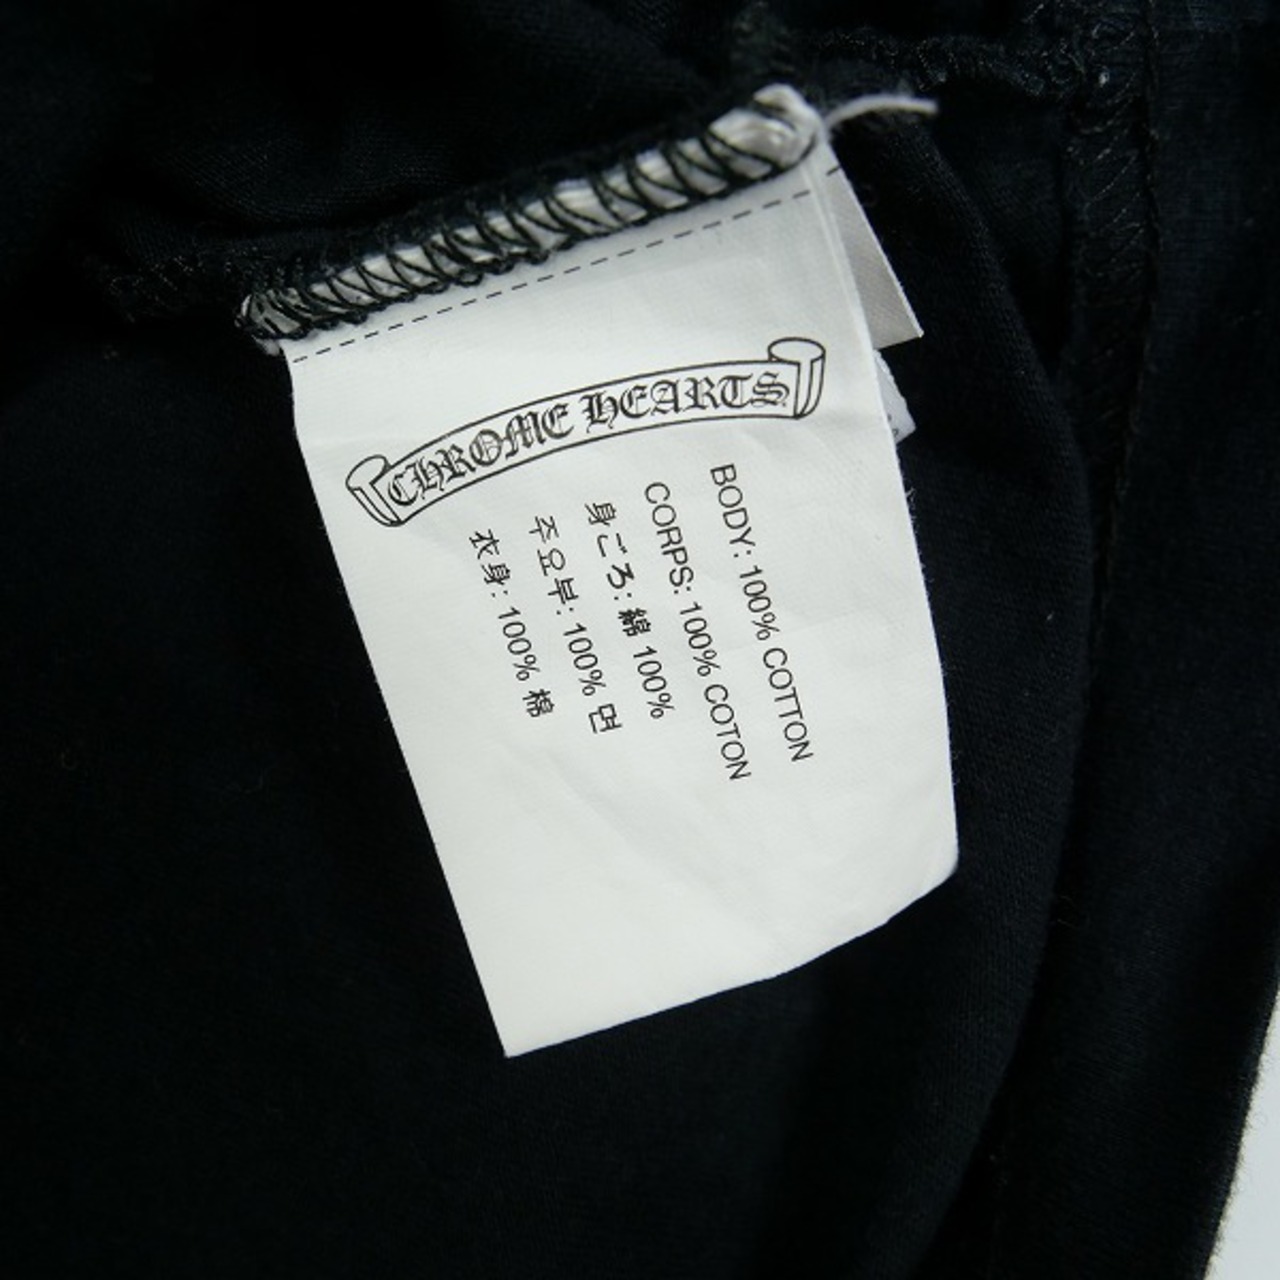 CHROME HEARTS
BODY: 100% COTTON
CORPS: 100% COTON
身ごろ: 綿 100%
주요부: 100% 면
衣身: 100% 棉